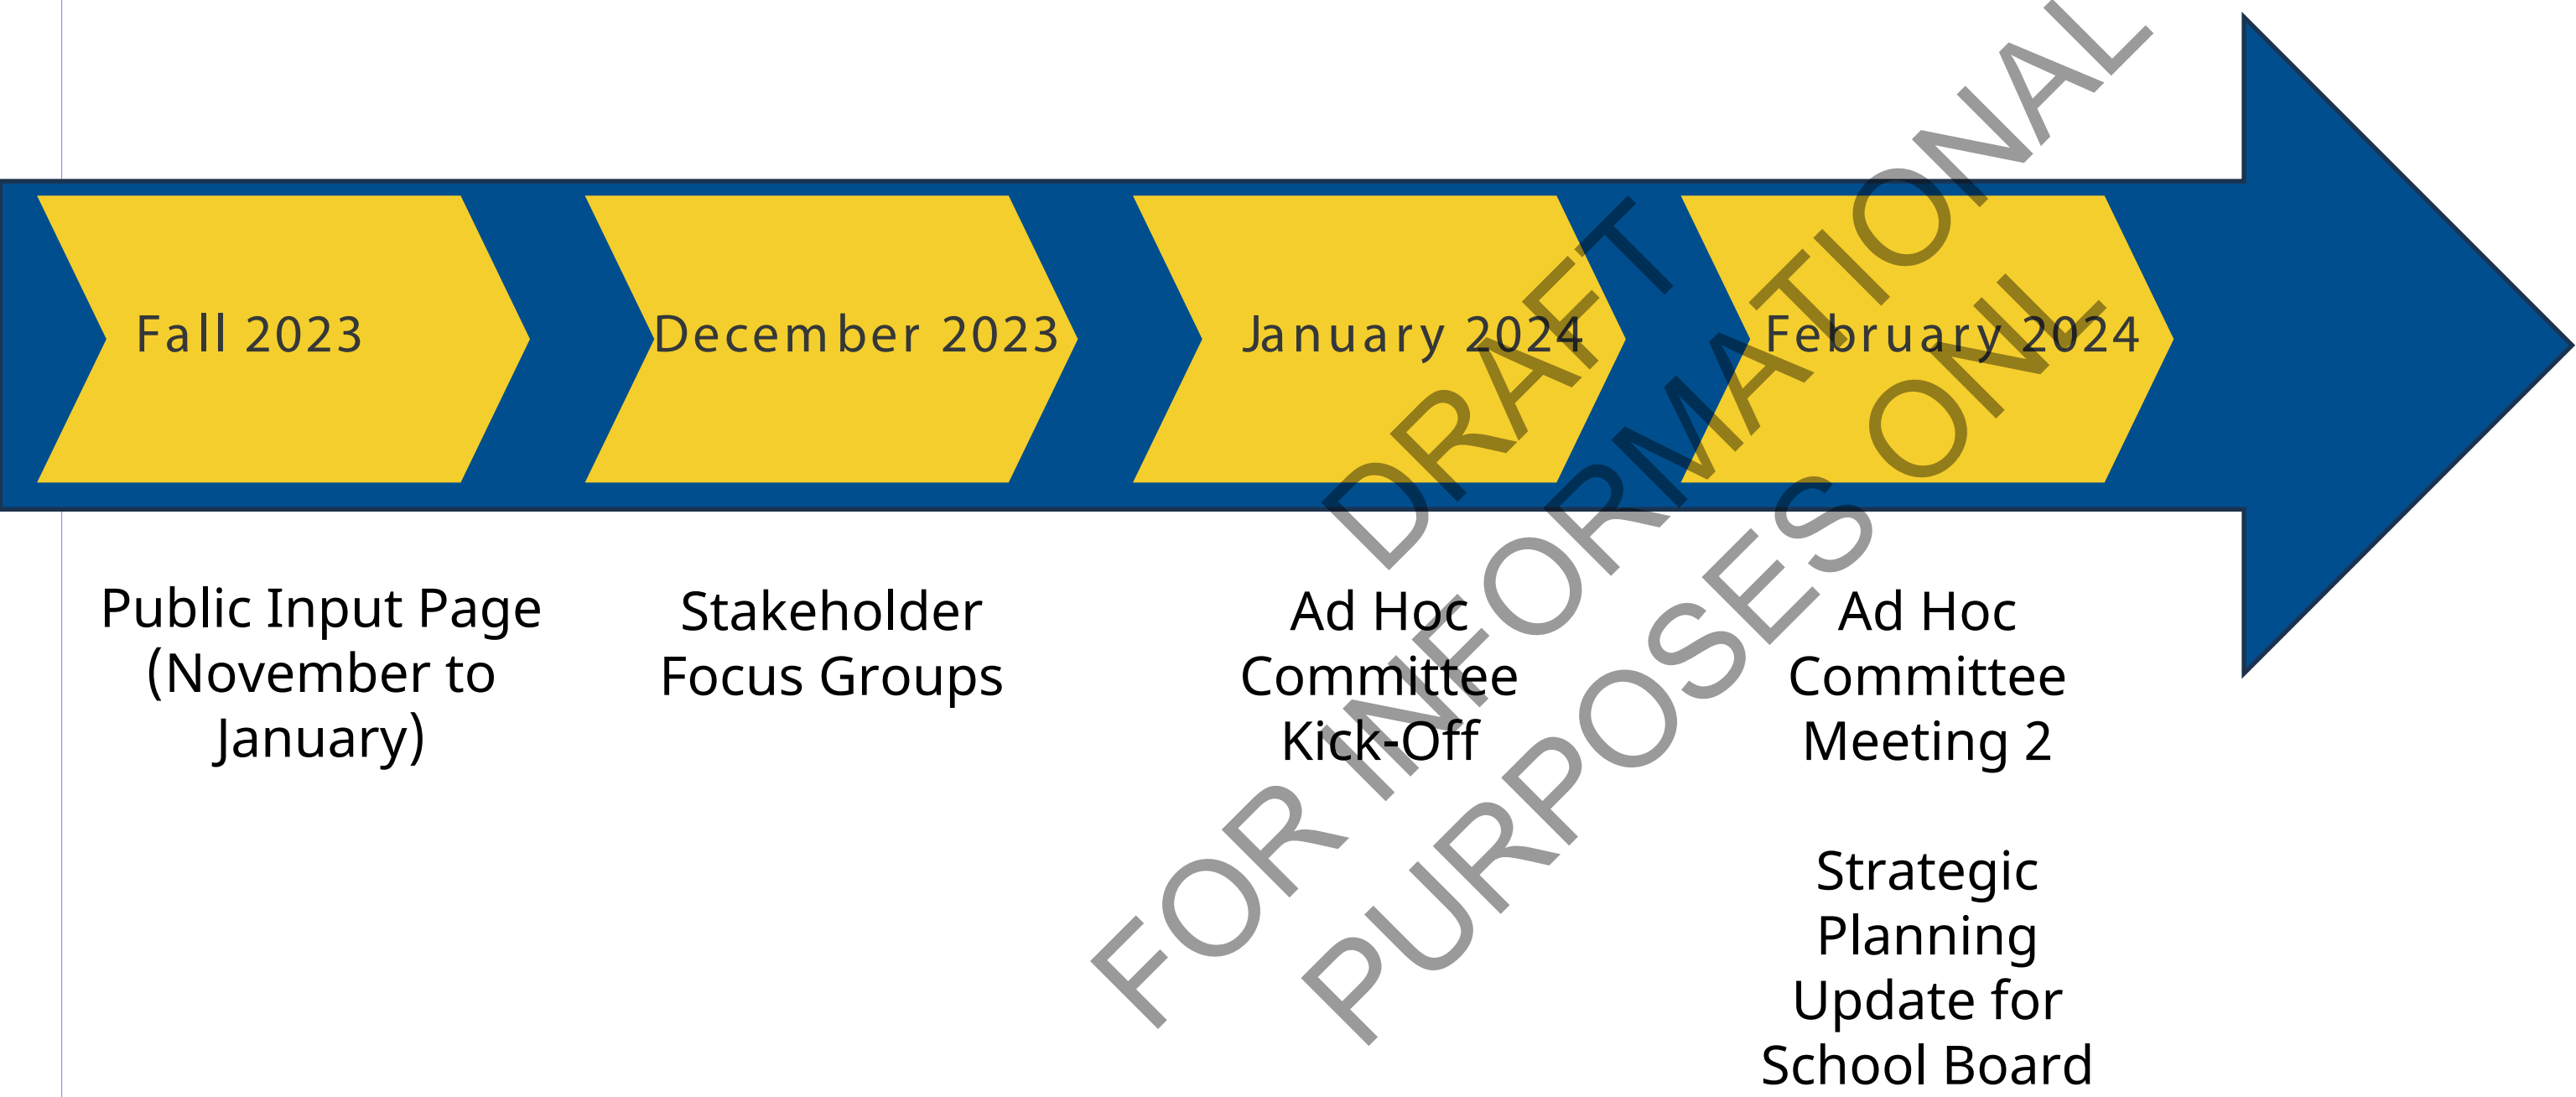 Fall 2023
December 2023
January 2024
February 2024
Public Input Page
(November to
January)
Stakeholder
Focus Groups
Ad Hoc
Committee
Kick-Off
Ad Hoc
Committee
Meeting 2
Strategic
Planning
Update for
School Board
DRAFT
FOR INFORMATIONAL
PURPOSES ONL